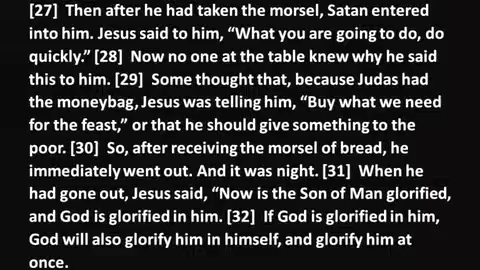 [27]  Then after he had taken the morsel, Satan entered
into him. Jesus said to him, “What you are going to do, do
quickly.” [28]  Now no one at the table knew why he said
this to him. [29]  Some thought that, because Judas had
the moneybag, Jesus was telling him, “Buy what we need
for the feast,” or that he should give something to the
poor. [30]  So, after receiving the morsel of bread, he
immediately went out. And it was night. [31]  When he
had gone out, Jesus said, “Now is the Son of Man glorified,
and God is glorified in him. [32]  If God is glorified in him,
God will also glorify him in himself, and glorify him at
once.